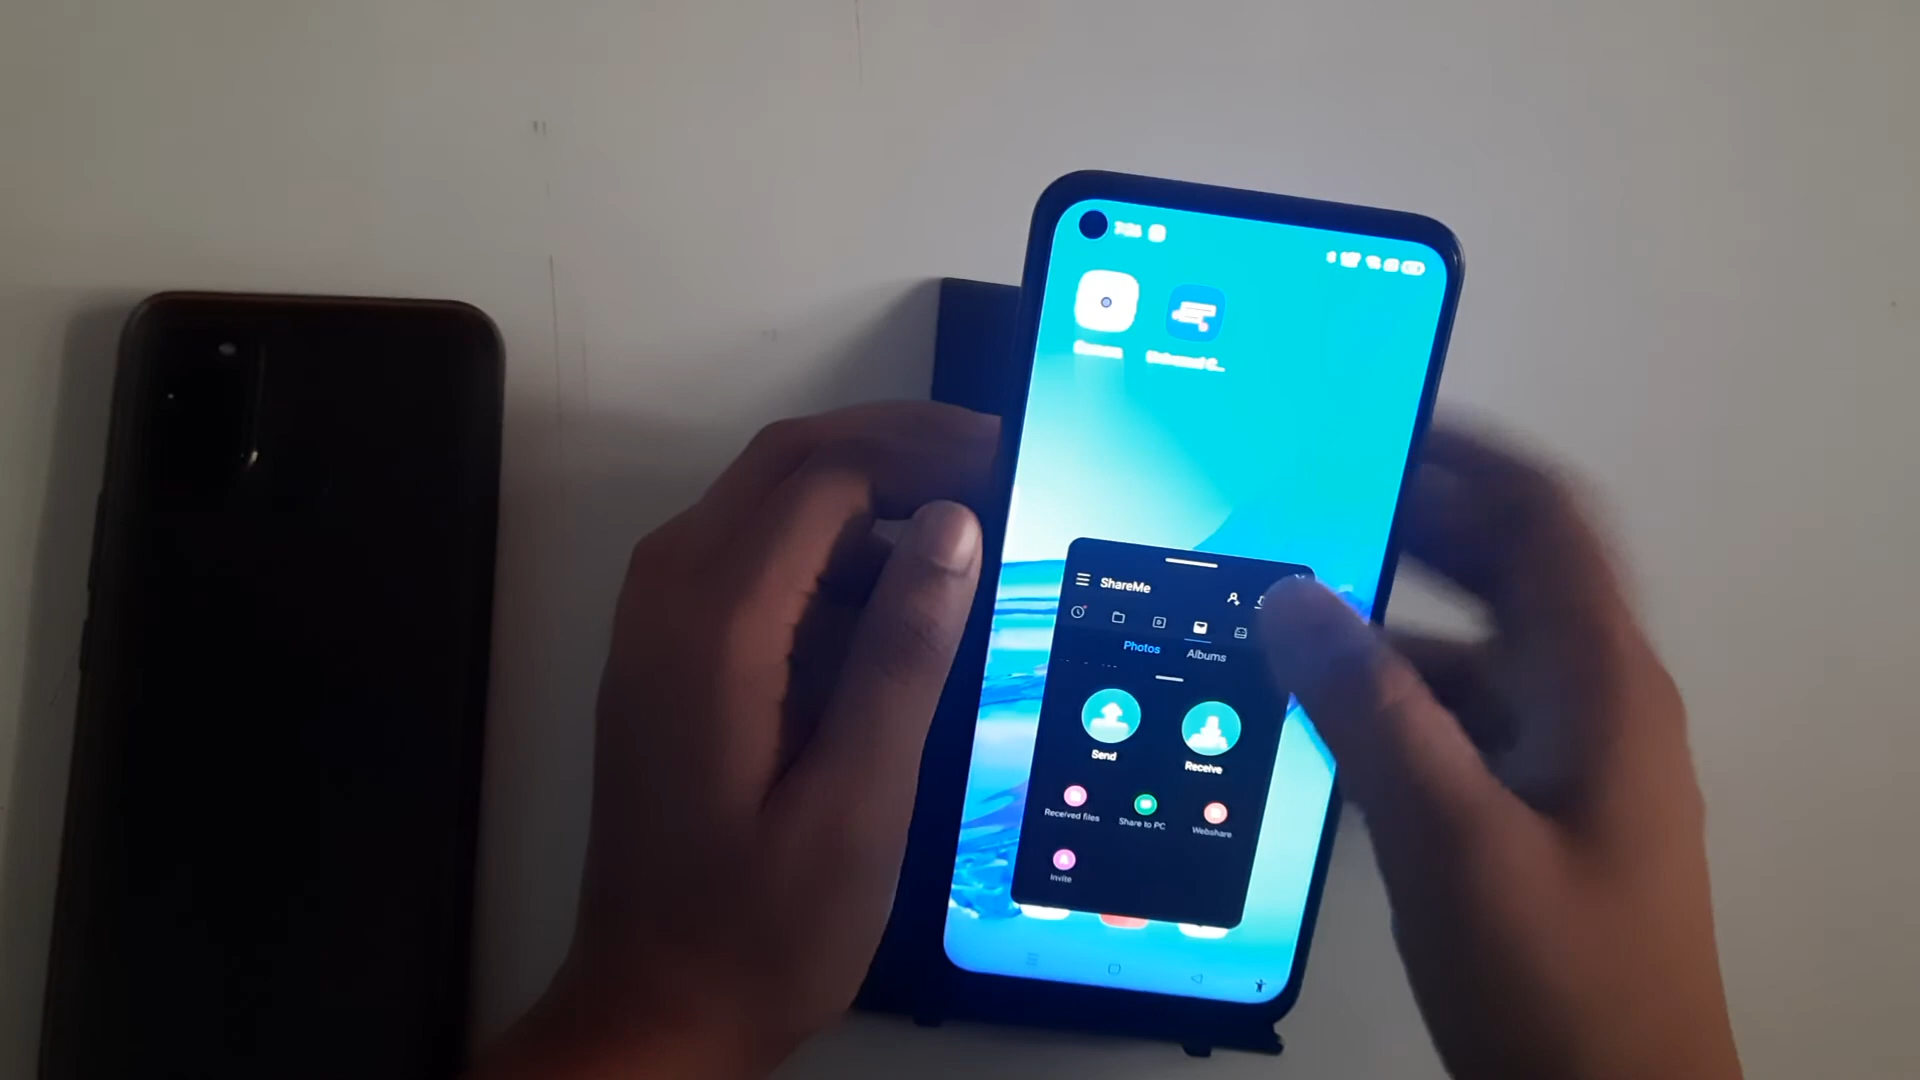 ShareMe
Photos Albums
Send Receive
Received files Share to PC Webshare
Invite